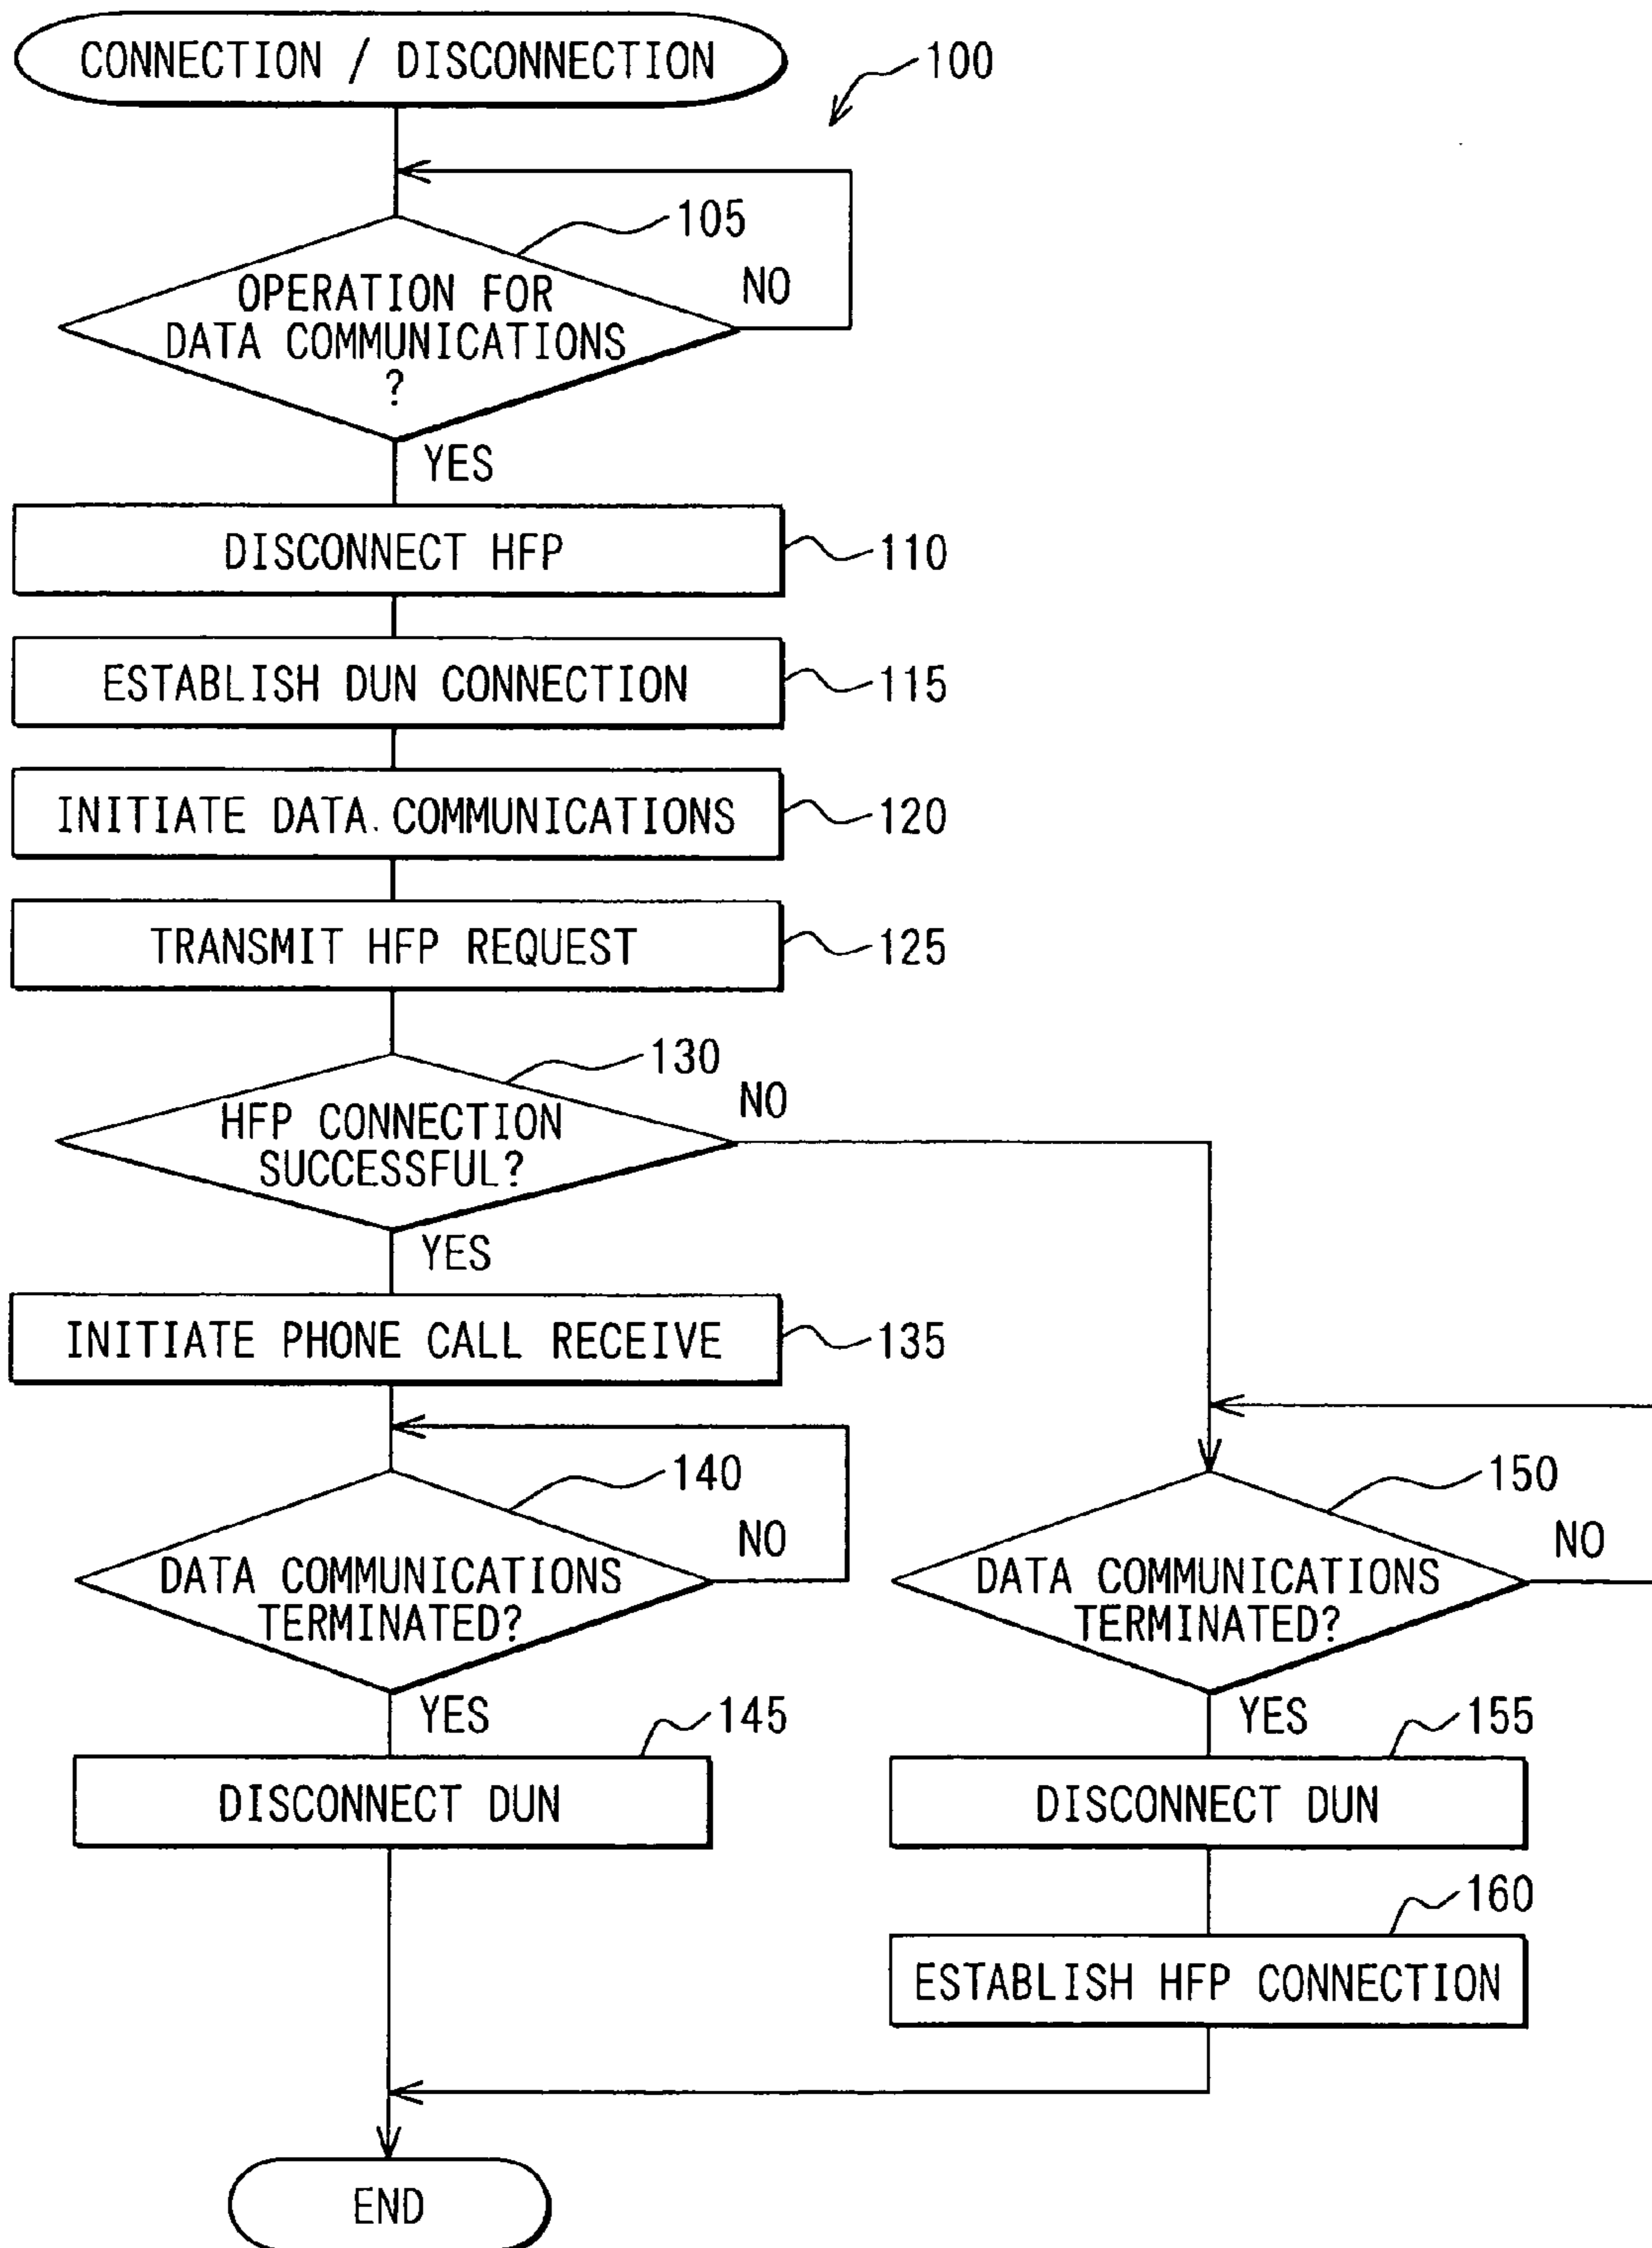 CONNECTION / DISCONNECTION
100
105
OPERATION FOR
DATA COMMUNICATIONS
?
NO
YES
DISCONNECT HFP
110
ESTABLISH DUN CONNECTION
115
INITIATE DATA COMMUNICATIONS
120
TRANSMIT HFP REQUEST
125
130
HFP CONNECTION
SUCCESSFUL?
NO
YES
INITIATE PHONE CALL RECEIVE
135
140
DATA COMMUNICATIONS
TERMINATED?
NO
YES
145
DISCONNECT DUN
150
DATA COMMUNICATIONS
TERMINATED?
NO
YES
155
DISCONNECT DUN
160
ESTABLISH HFP CONNECTION
END